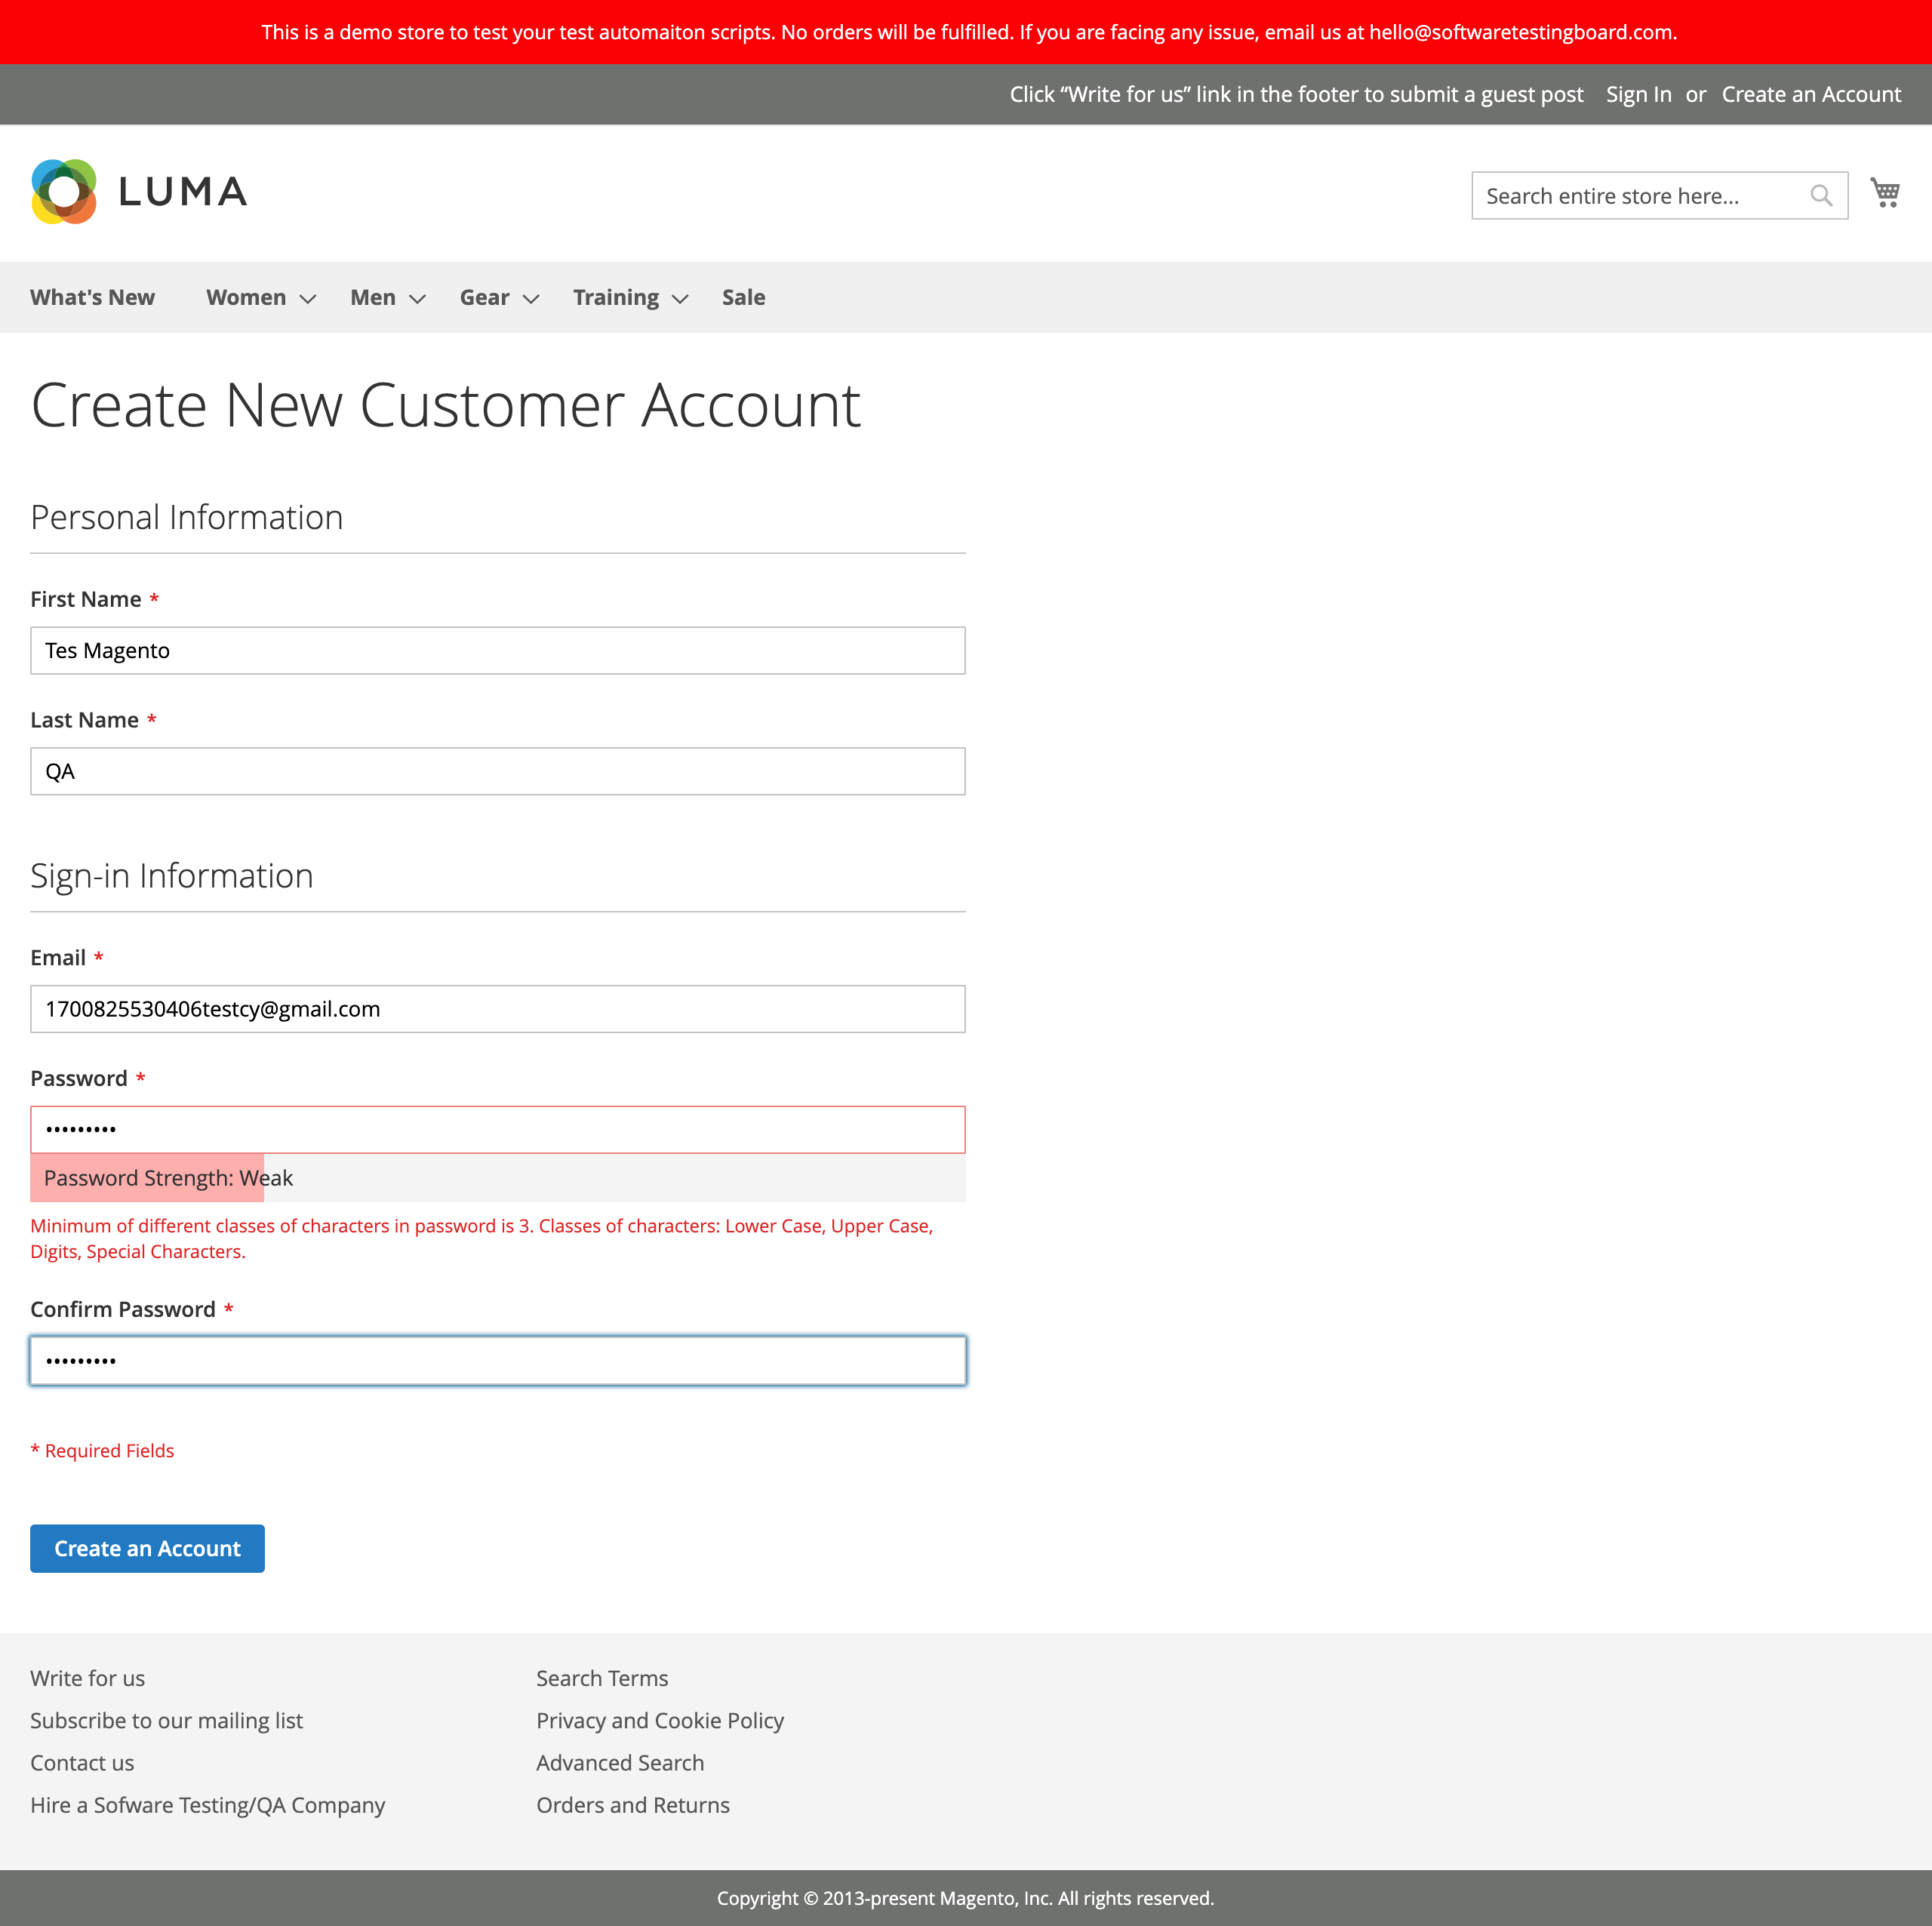 This is a demo store to test your test automaiton scripts. No orders will be fulfilled. If you are facing any issue, email us at hello@softwaretestingboard.com.
Click “Write for us” link in the footer to submit a guest post Sign In or Create an Account
LUMA
Search entire store here...
What's New Women Men Gear Training Sale
Create New Customer Account
Personal Information
First Name *
Tes Magento
Last Name *
QA
Sign-in Information
Email *
1700825530406testcy@gmail.com
Password *
•••••••••
Password Strength: Weak
Minimum of different classes of characters in password is 3. Classes of characters: Lower Case, Upper Case,
Digits, Special Characters.
Confirm Password *
•••••••••
* Required Fields
Create an Account
Write for us
Subscribe to our mailing list
Contact us
Hire a Sofware Testing/QA Company
Search Terms
Privacy and Cookie Policy
Advanced Search
Orders and Returns
Copyright © 2013-present Magento, Inc. All rights reserved.